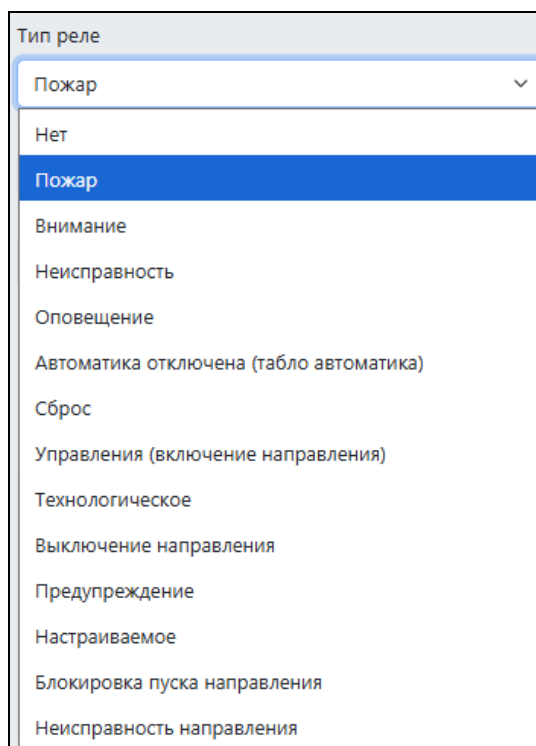 Тип реле
Пожар
Нет
Пожар
Внимание
Неисправность
Оповещение
Автоматика отключена (табло автоматика)
Сброс
Управления (включение направления)
Технологическое
Выключение направления
Предупреждение
Настраиваемое
Блокировка пуска направления
Неисправность направления